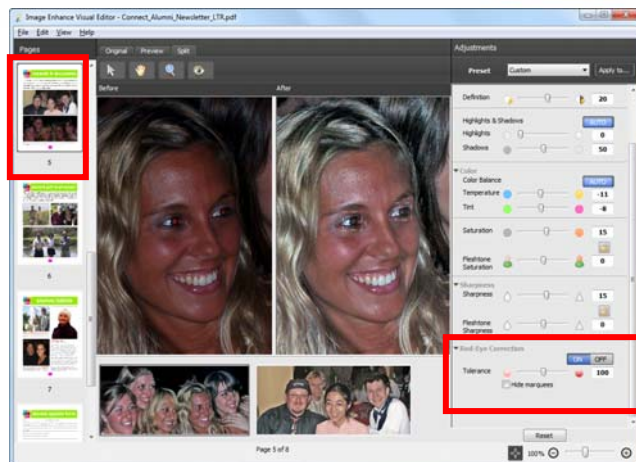 Image Enhance Visual Editor - Connect_Alumni_Newsletter_LTR.pdf
File Edit View Help
Pages
Original Preview Split
Adjustments
Preset Custom Apply to...
Before After
Definition 20
Highlights & Shadows AUTO
Highlights 0
Shadows 50
Color
Color Balance AUTO
Temperature -11
Tint -8
Saturation 15
Fleshtone
Saturation 0
Sharpness
Sharpness 15
Fleshtone
Sharpness 0
Red-Eye Correction
ON OFF
Tolerance 100
Hide marquees
5
6
7
Page 5 of 8
Reset
100%